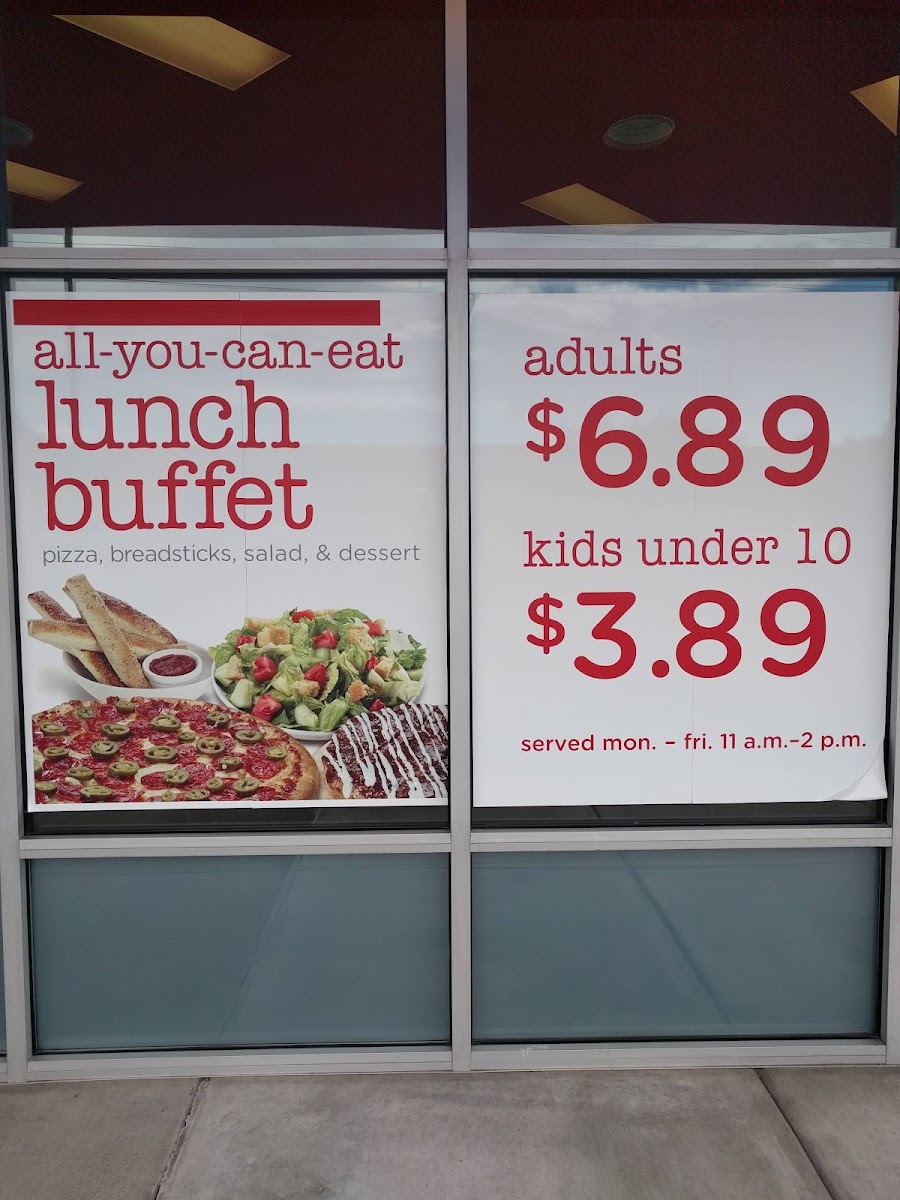 all-you-can-eat
lunch
buffet
pizza, breadsticks, salad, & dessert
adults
$6.89
kids under 10
$3.89
served mon. – fri. 11 a.m.–2 p.m.